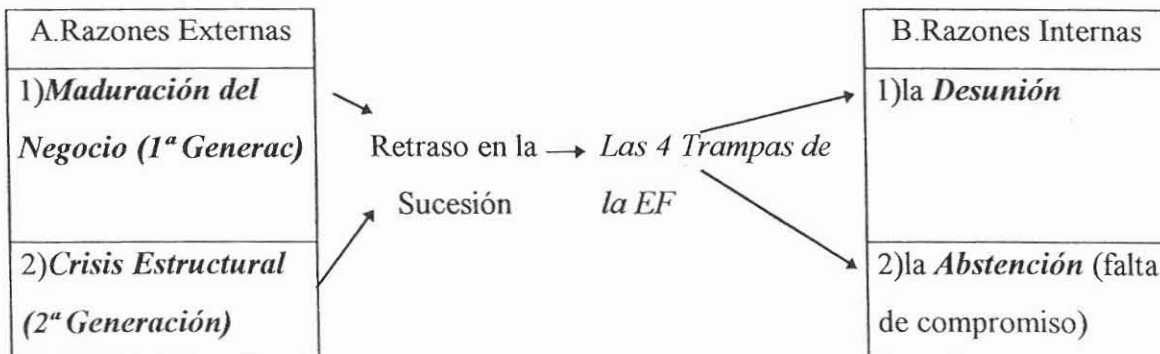 A.Razones Externas
1)Maduración del
Negocio (1ª Generac)
2)Crisis Estructural
(2ª Generación)
Retraso en la
Sucesión
Las 4 Trampas de
la EF
B.Razones Internas
1)la Desunión
2)la Abstención (falta
de compromiso)